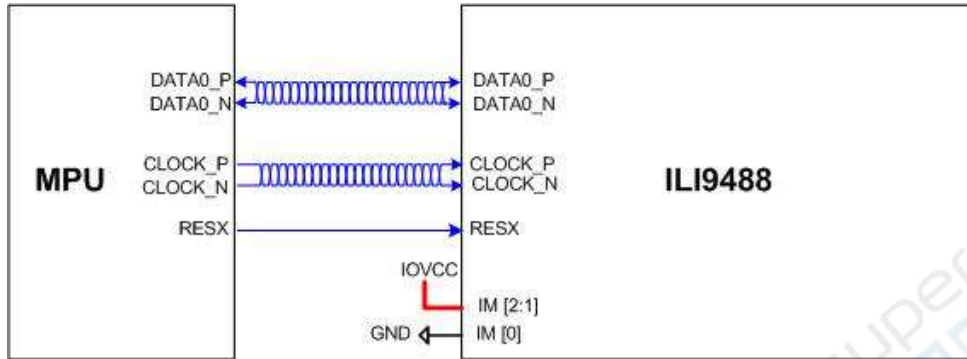 DATA0_P DATA0_P
DATA0_N DATA0_N
CLOCK_P CLOCK_P
MPU ILI9488
CLOCK_N CLOCK_N
RESX RESX
IOVCC
IM [2:1]
GND IM [0]